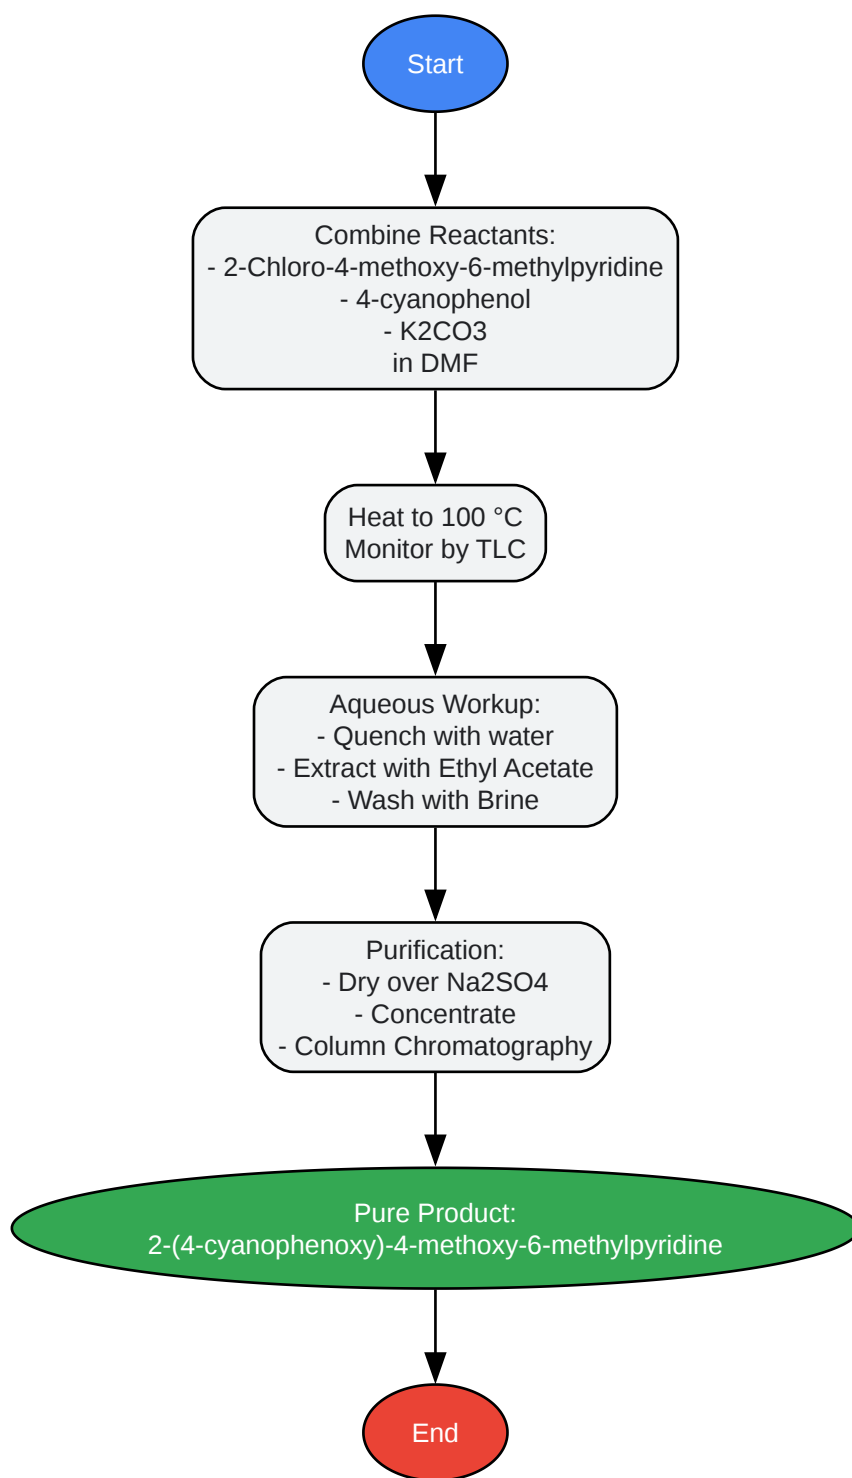 Start
Combine Reactants:
- 2-Chloro-4-methoxy-6-methylpyridine
- 4-cyanophenol
- K2CO3
in DMF
Heat to 100 °C
Monitor by TLC
Aqueous Workup:
- Quench with water
- Extract with Ethyl Acetate
- Wash with Brine
Purification:
- Dry over Na2SO4
- Concentrate
- Column Chromatography
Pure Product:
2-(4-cyanophenoxy)-4-methoxy-6-methylpyridine
End